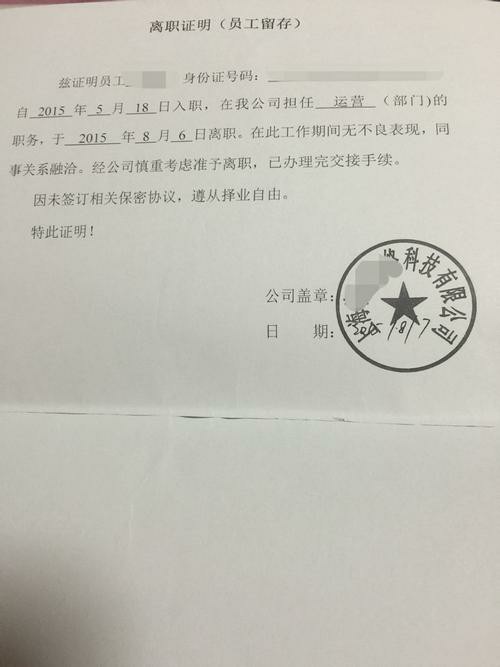 离职证明（员工留存）
兹证明员工 身份证号码：
自 2015 年 5 月 18 日入职，在我公司担任 运营 （部门)的
职务，于 2015 年 8 月 6 日离职。在此工作期间无不良表现，同
事关系融洽。经公司慎重考虑准予离职，已办理完交接手续。
因未签订相关保密协议，遵从择业自由。
特此证明！
公司盖章：
科技有限公司
日 期： 2015.8.7